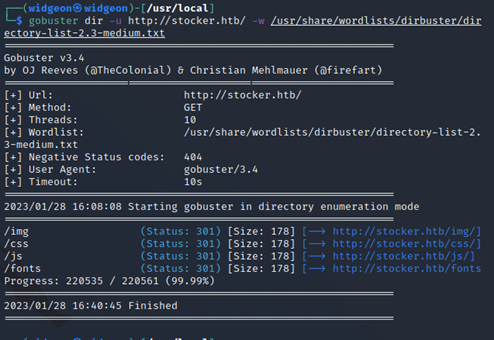 ┌──(widgeon㉿widgeon)-[/usr/local]
└─$ gobuster dir -u http://stocker.htb/ -w /usr/share/wordlists/dirbuster/dir
ectory-list-2.3-medium.txt
Gobuster v3.4
by OJ Reeves (@TheColonial) & Christian Mehlmauer (@firefart)
[+] Url: http://stocker.htb/
[+] Method: GET
[+] Threads: 10
[+] Wordlist: /usr/share/wordlists/dirbuster/directory-list-2.
3-medium.txt
[+] Negative Status codes: 404
[+] User Agent: gobuster/3.4
[+] Timeout: 10s
2023/01/28 16:08:08 Starting gobuster in directory enumeration mode
/img (Status: 301) [Size: 178] [--> http://stocker.htb/img/]
/css (Status: 301) [Size: 178] [--> http://stocker.htb/css/]
/js (Status: 301) [Size: 178] [--> http://stocker.htb/js/]
/fonts (Status: 301) [Size: 178] [--> http://stocker.htb/fonts
Progress: 220535 / 220561 (99.99%)
2023/01/28 16:40:45 Finished